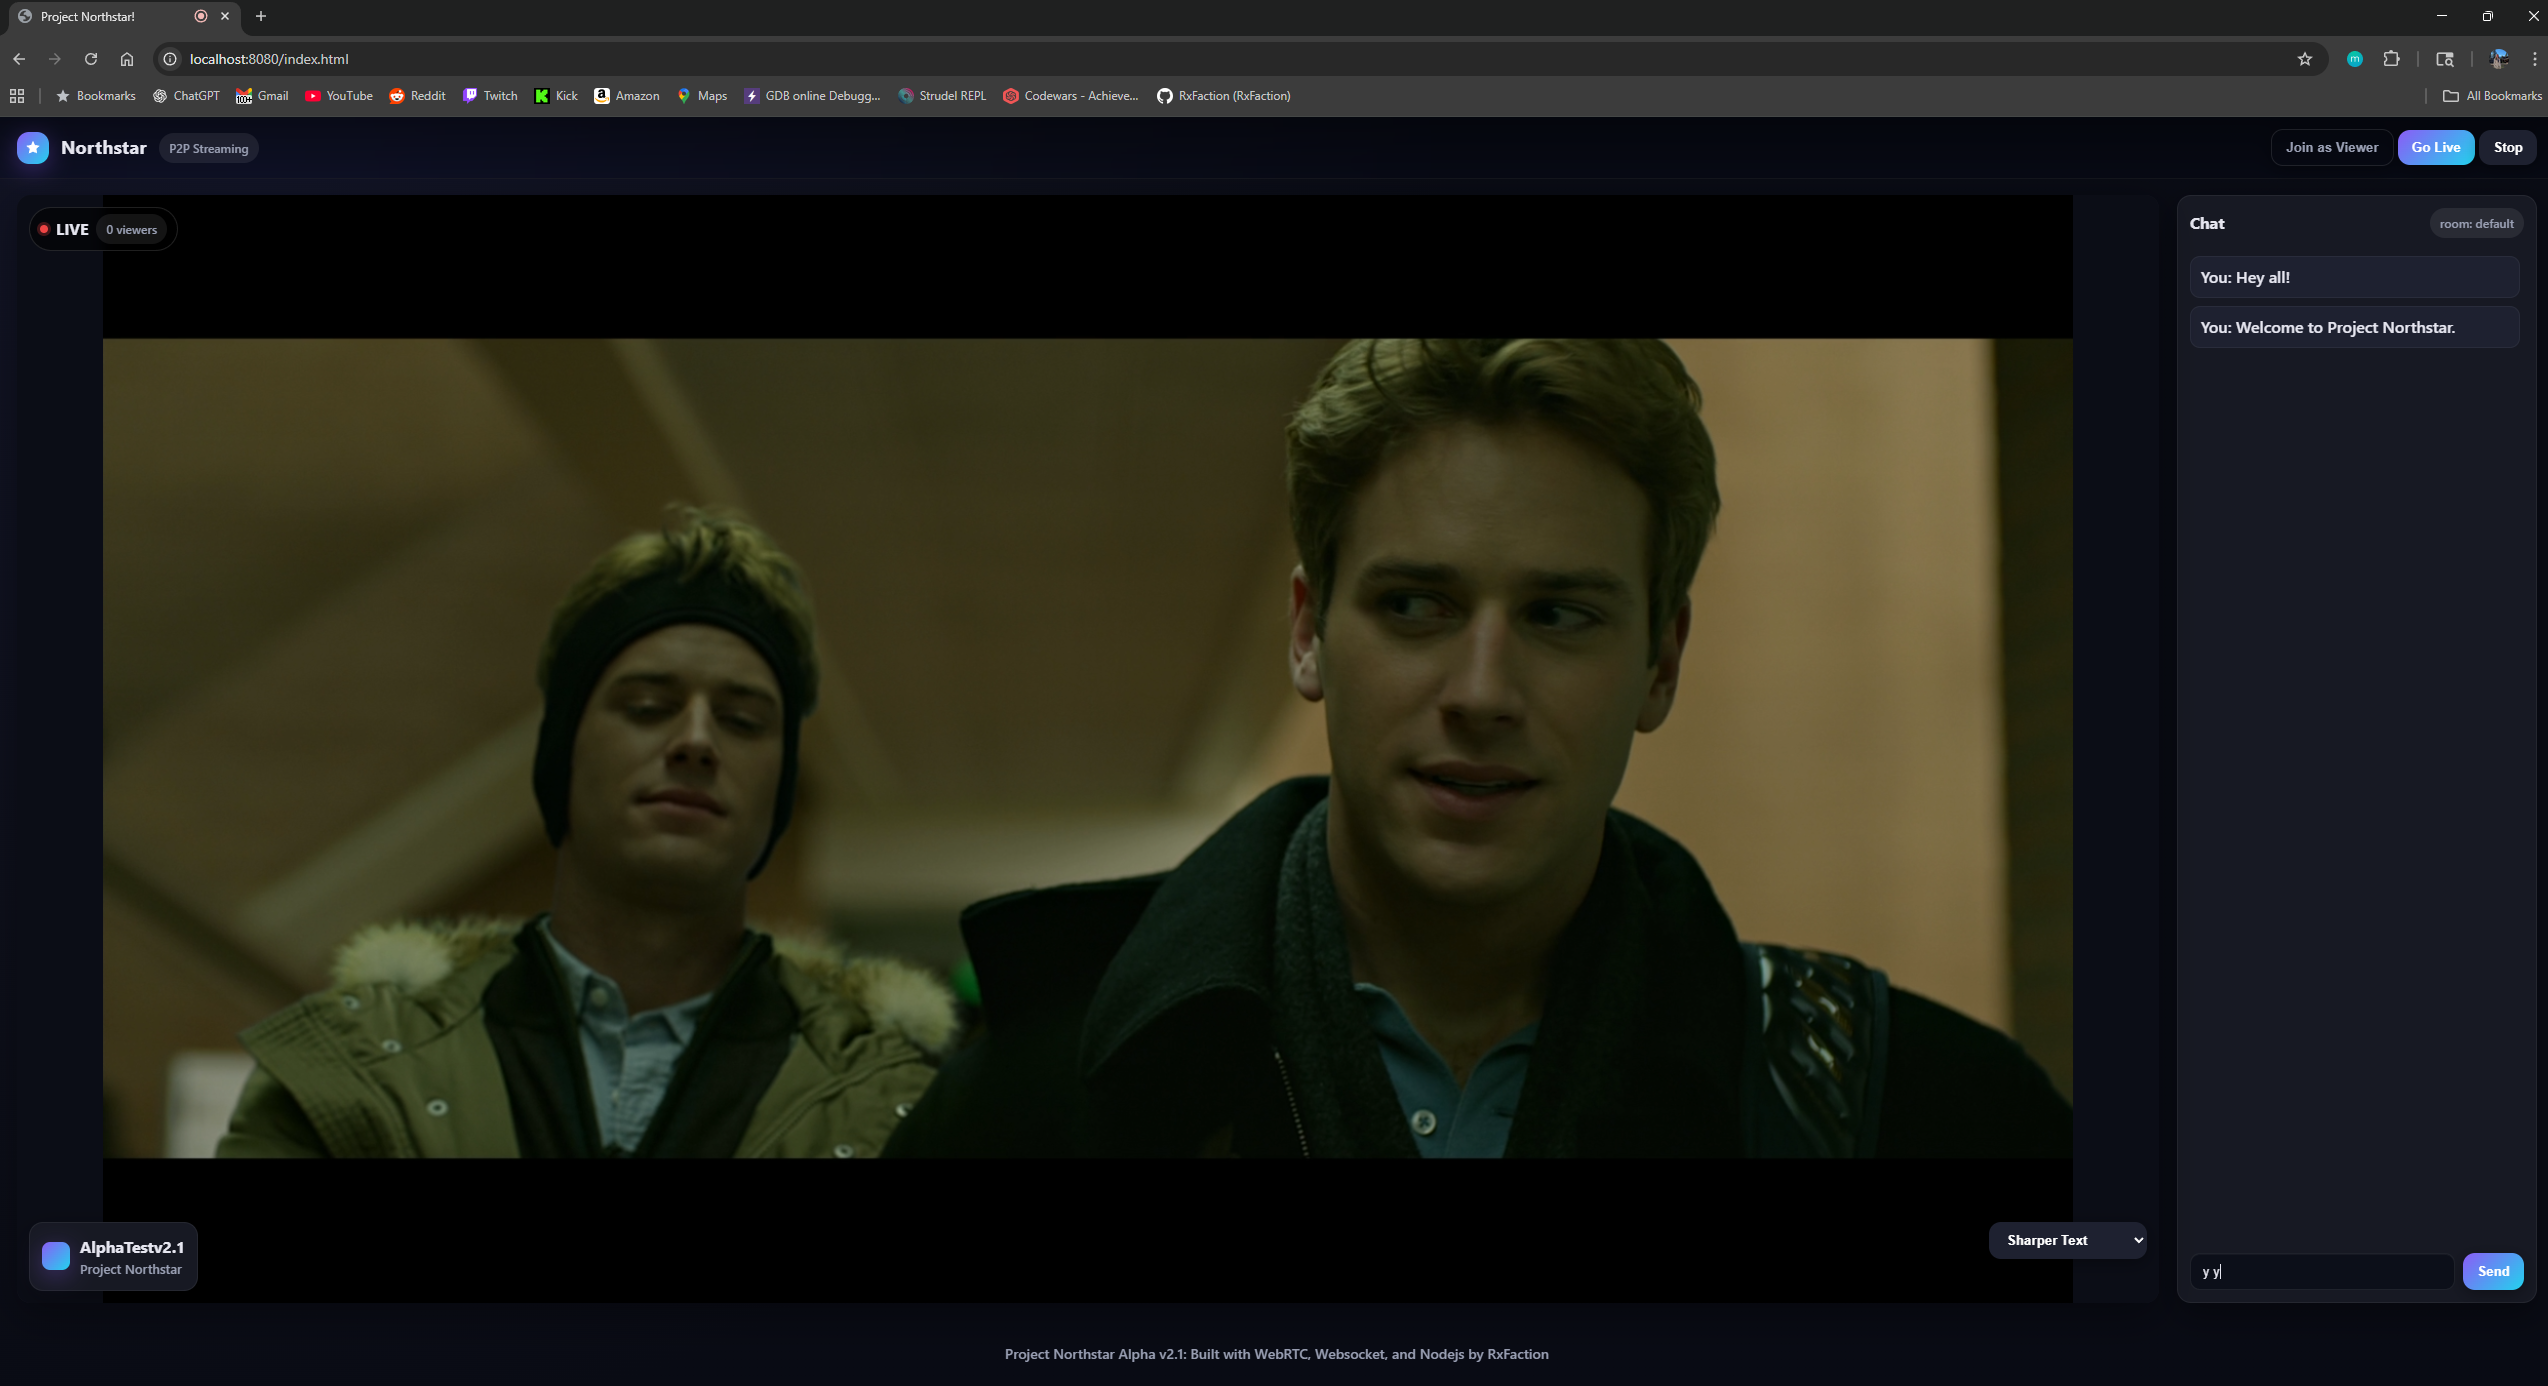 Project Northstar!
localhost:8080/index.html
Bookmarks
ChatGPT
Gmail
YouTube
Reddit
Twitch
Kick
Amazon
Maps
GDB online Debugg...
Strudel REPL
Codewars - Achieve...
RxFaction (RxFaction)
All Bookmarks
Northstar
P2P Streaming
Join as Viewer
Go Live
Stop
LIVE
0 viewers
Chat
room: default
You: Hey all!
You: Welcome to Project Northstar.
AlphaTestv2.1
Project Northstar
Sharper Text
y y
Send
Project Northstar Alpha v2.1: Built with WebRTC, Websocket, and Nodejs by RxFaction